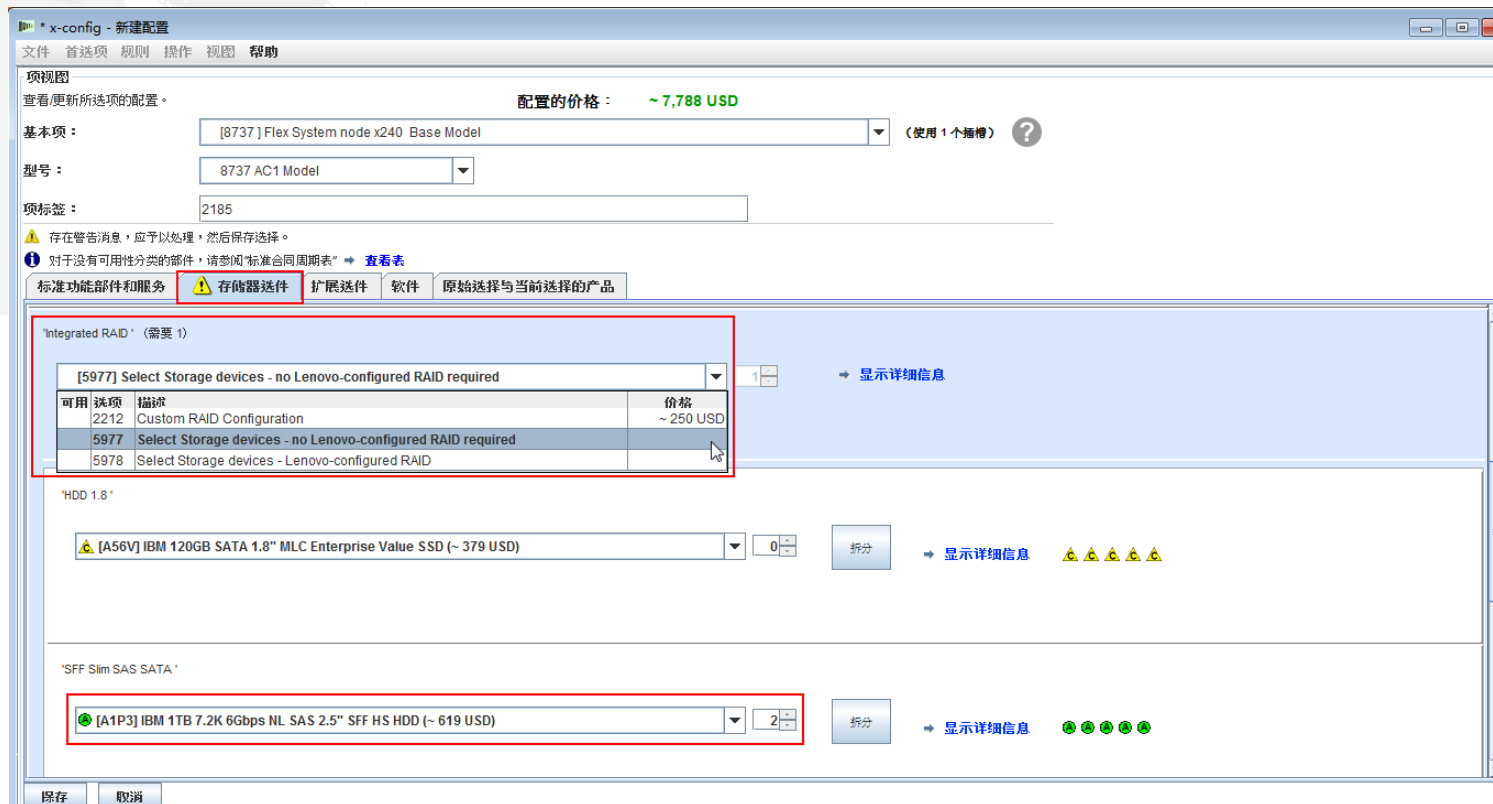 * x-config - 新建配置
文件 首选项 规则 操作 视图 帮助
项视图
查看/更新所选项的配置。 配置的价格： ~ 7,788 USD
基本项： [8737 ] Flex System node x240 Base Model （使用 1 个插槽） ?
型号： 8737 AC1 Model
项标签： 2185
存在警告消息，应予以处理，然后保存选择。
对于没有可用性分类的部件，请参阅"标准合同周期表" ➡ 查看表
标准功能部件和服务 存储器选件 扩展选件 软件 原始选择与当前选择的产品
'Integrated RAID ' （需要 1）
[5977] Select Storage devices - no Lenovo-configured RAID required 1 ➡ 显示详细信息
可用 选项 描述 价格
2212 Custom RAID Configuration ~ 250 USD
5977 Select Storage devices - no Lenovo-configured RAID required
5978 Select Storage devices - Lenovo-configured RAID
'HDD 1.8 '
C [A56V] IBM 120GB SATA 1.8" MLC Enterprise Value SSD (~ 379 USD) 0 拆分 ➡ 显示详细信息 C C C C C
'SFF Slim SAS SATA '
A [A1P3] IBM 1TB 7.2K 6Gbps NL SAS 2.5" SFF HS HDD (~ 619 USD) 2 拆分 ➡ 显示详细信息 A A A A A
保存 取消